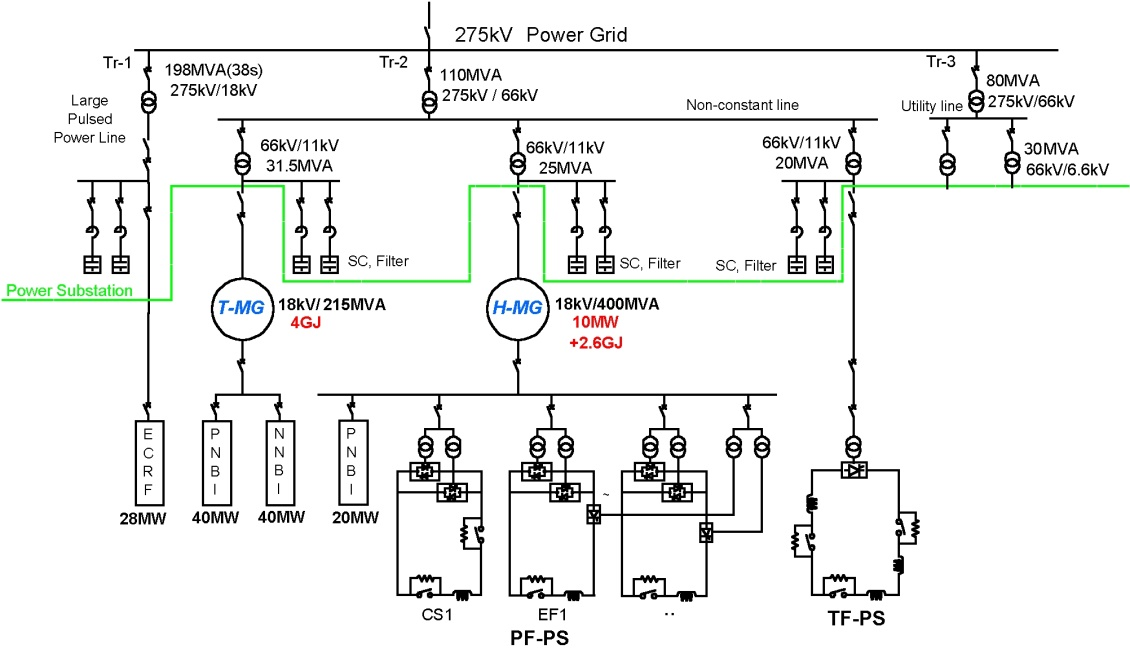 275kV Power Grid
Tr-1
Tr-2
Tr-3
198MVA(38s)
275kV/18kV
110MVA
275kV / 66kV
80MVA
275kV/66kV
Large
Pulsed
Power Line
Non-constant line
Utility line
66kV/11kV
31.5MVA
66kV/11kV
25MVA
66kV/11kV
20MVA
30MVA
66kV/6.6kV
SC, Filter
SC, Filter
SC, Filter
Power Substation
T-MG
18kV/ 215MVA
4GJ
H-MG
18kV/400MVA
10MW
+2.6GJ
ECRF
PNBI
NNBI
PNBI
28MW
40MW
40MW
20MW
~
CS1
EF1
..
PF-PS
TF-PS